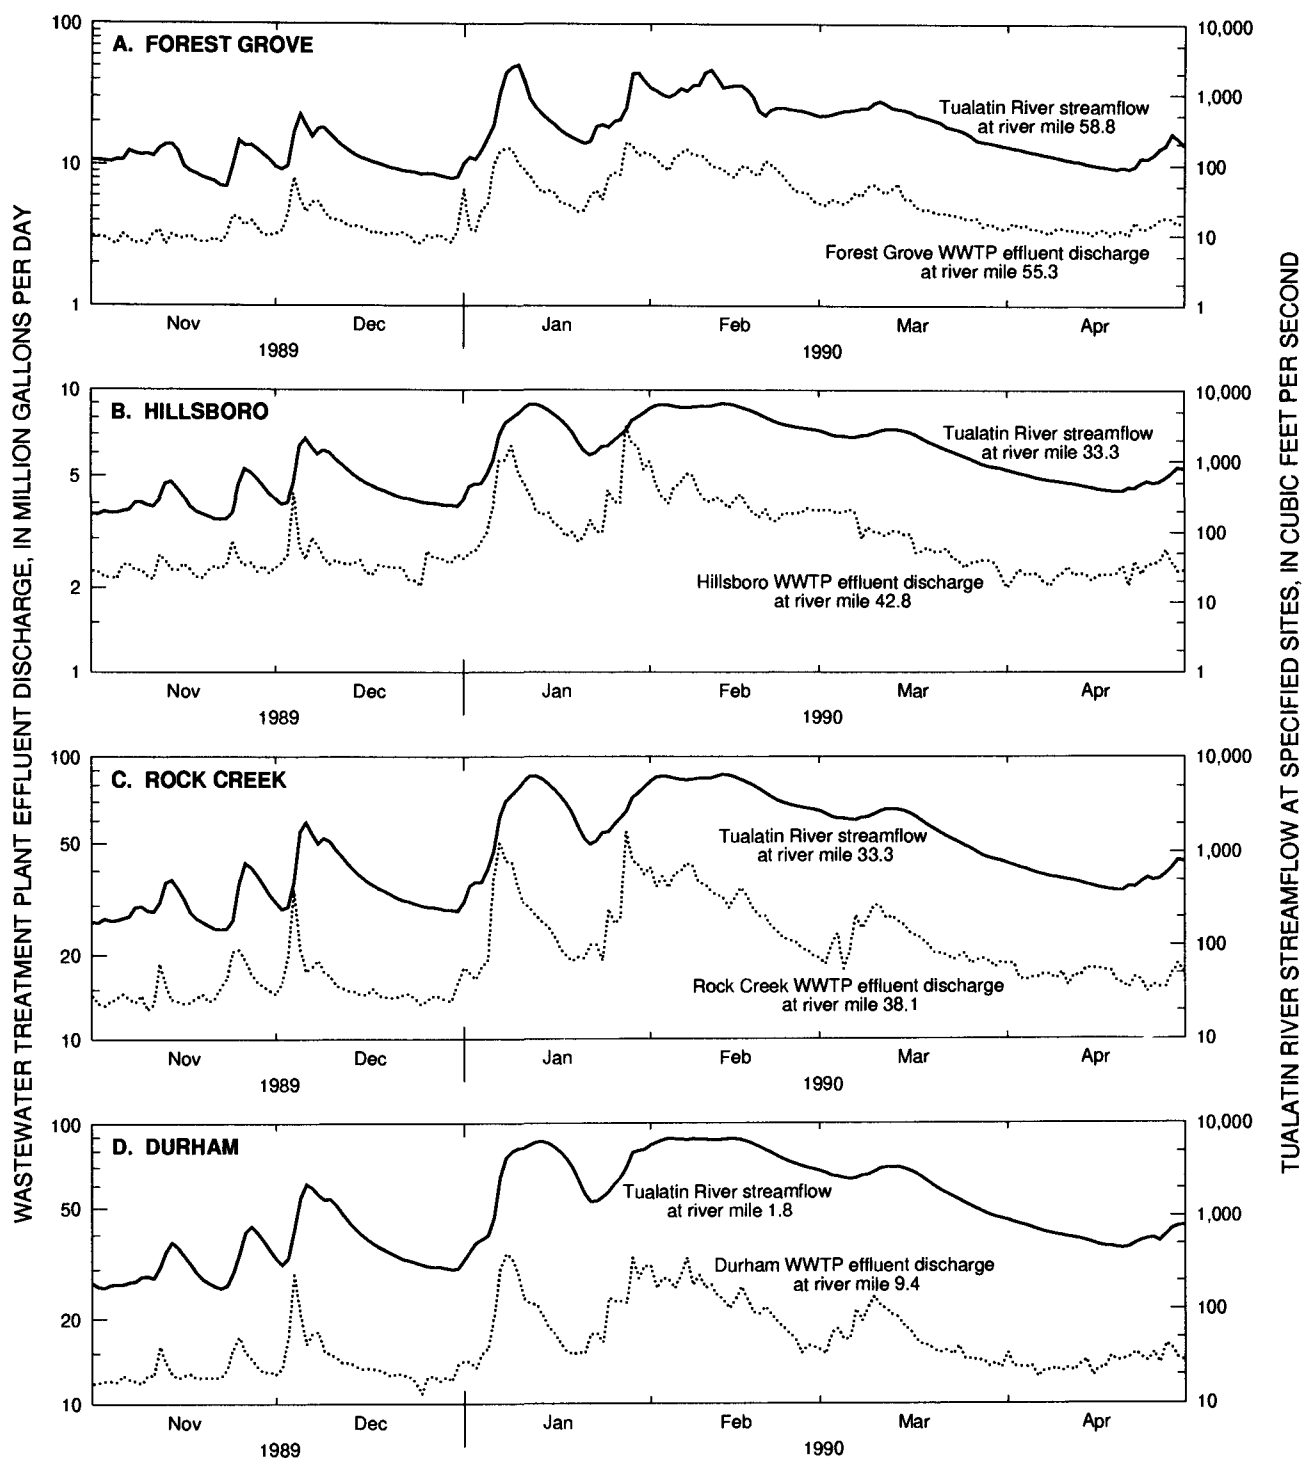 WASTEWATER TREATMENT PLANT EFFLUENT DISCHARGE, IN MILLION GALLONS PER DAY
TUALATIN RIVER STREAMFLOW AT SPECIFIED SITES, IN CUBIC FEET PER SECOND
A. FOREST GROVE
100
10
1
10,000
1,000
100
10
1
Tualatin River streamflow
at river mile 58.8
Forest Grove WWTP effluent discharge
at river mile 55.3
Nov Dec Jan Feb Mar Apr
1989 1990
B. HILLSBORO
10
5
2
1
10,000
1,000
100
10
1
Tualatin River streamflow
at river mile 33.3
Hillsboro WWTP effluent discharge
at river mile 42.8
Nov Dec Jan Feb Mar Apr
1989 1990
C. ROCK CREEK
100
50
20
10
10,000
1,000
100
10
Tualatin River streamflow
at river mile 33.3
Rock Creek WWTP effluent discharge
at river mile 38.1
Nov Dec Jan Feb Mar Apr
1989 1990
D. DURHAM
100
50
20
10
10,000
1,000
100
10
Tualatin River streamflow
at river mile 1.8
Durham WWTP effluent discharge
at river mile 9.4
Nov Dec Jan Feb Mar Apr
1989 1990